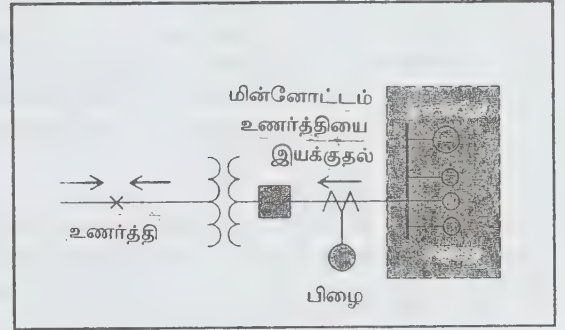 மின்னோட்டம்
உணர்த்தியை
இயக்குதல்
உணர்த்தி
பிழை